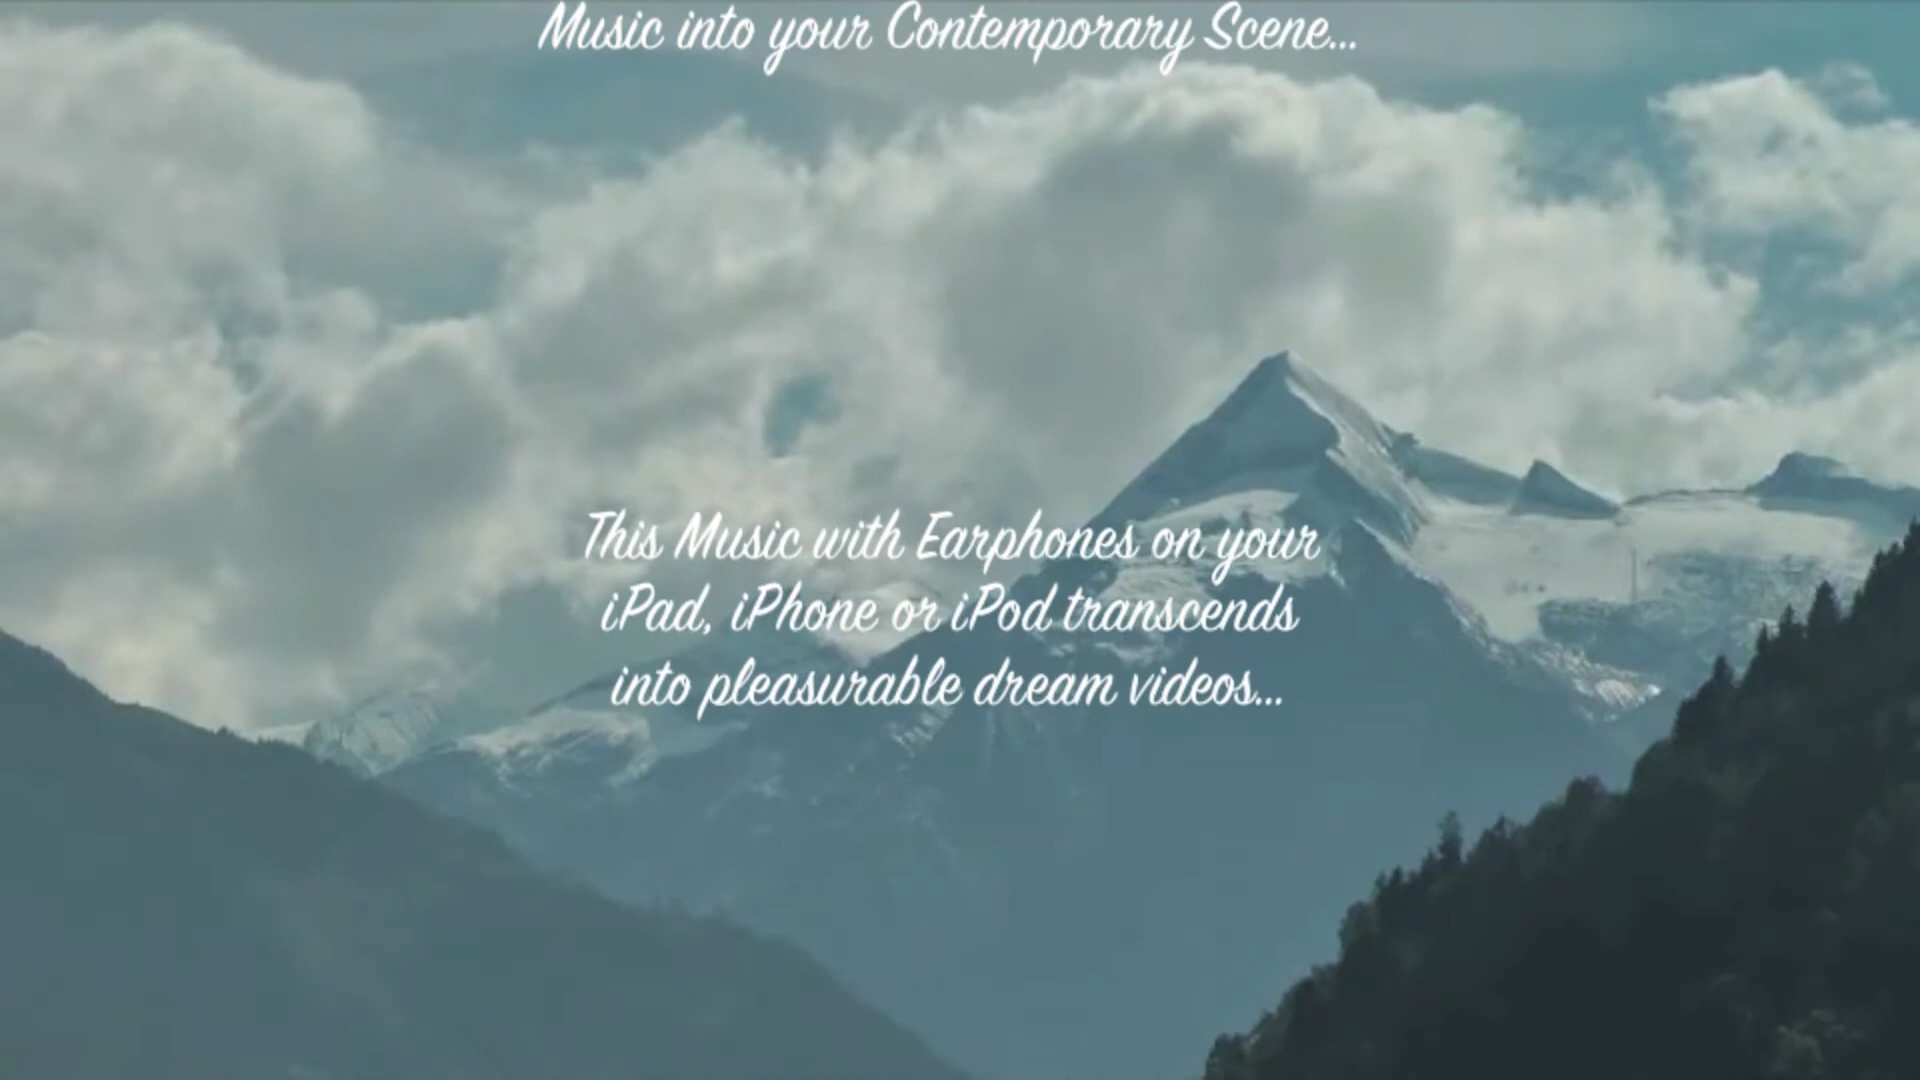 Music into your Contemporary Scene...
This Music with Earphones on your
iPad, iPhone or iPod transcends
into pleasurable dream videos...